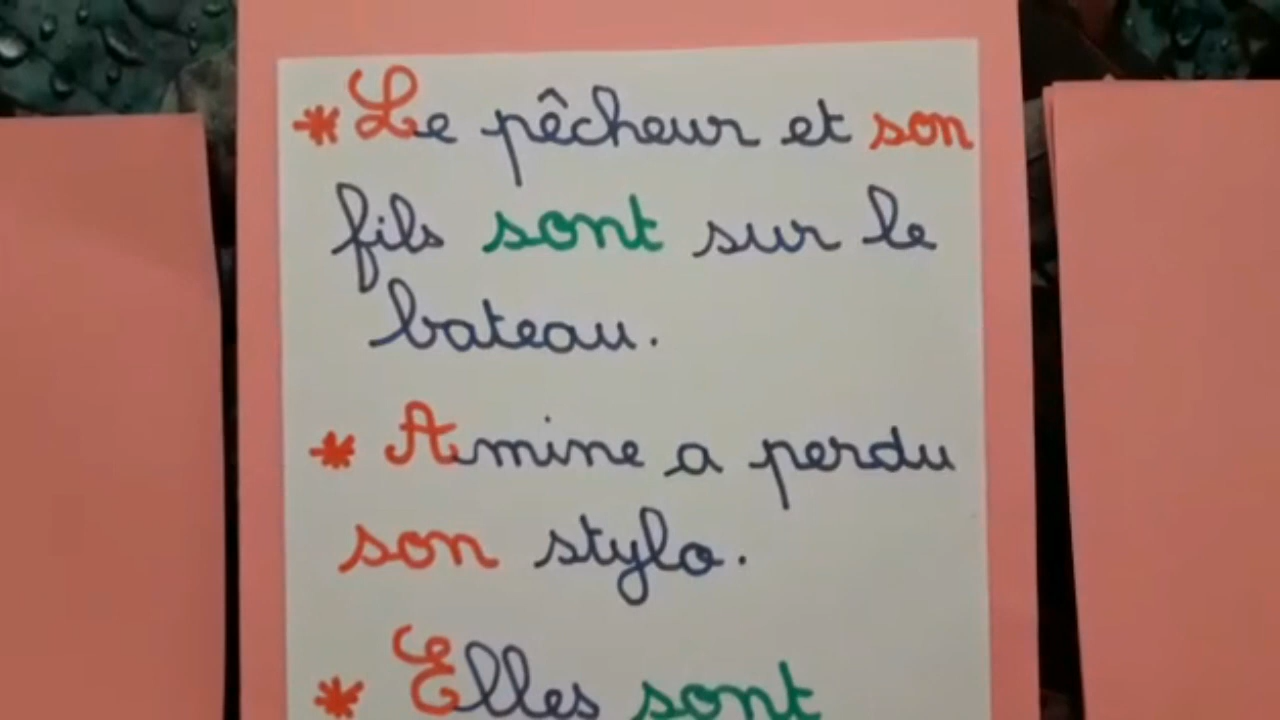 * Le pêcheur et son
fils sont sur le
bateau.
* Amine a perdu
son stylo.
* Elles sont